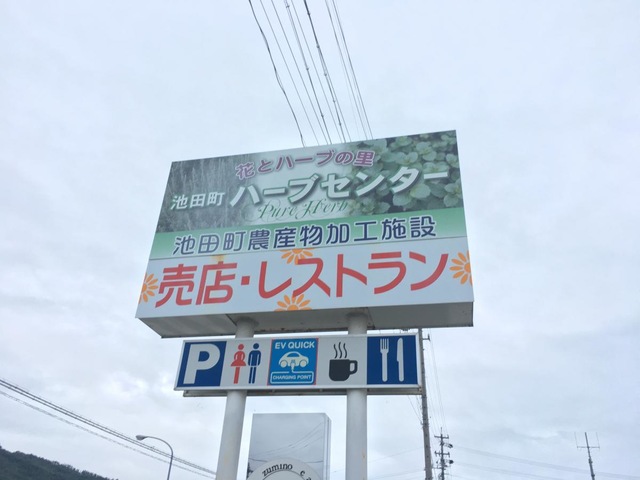 花とハーブの里
池田町 ハーブセンター
Pure Herb
池田町農産物加工施設
売店・レストラン
P
EV QUICK
CHARGING POINT